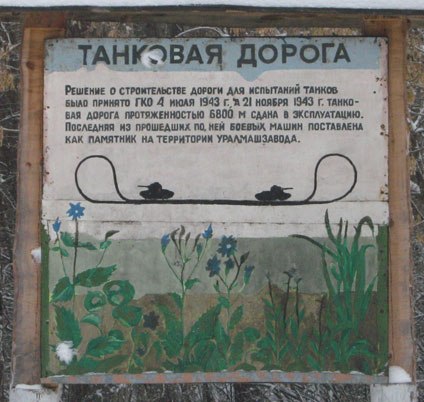 ТАНКОВАЯ ДОРОГА
РЕШЕНИЕ О СТРОИТЕЛЬСТВЕ ДОРОГИ ДЛЯ ИСПЫТАНИЙ ТАНКОВ
БЫЛО ПРИНЯТО ГКО 4 ИЮЛЯ 1943 Г., А 21 НОЯБРЯ 1943 Г. ТАНКО-
ВАЯ ДОРОГА ПРОТЯЖЕННОСТЬЮ 6800 М СДАНА В ЭКСПЛУАТАЦИЮ.
ПОСЛЕДНЯЯ ИЗ ПРОШЕДШИХ ПО НЕЙ БОЕВЫХ МАШИН ПОСТАВЛЕНА
КАК ПАМЯТНИК НА ТЕРРИТОРИИ УРАЛМАШЗАВОДА.